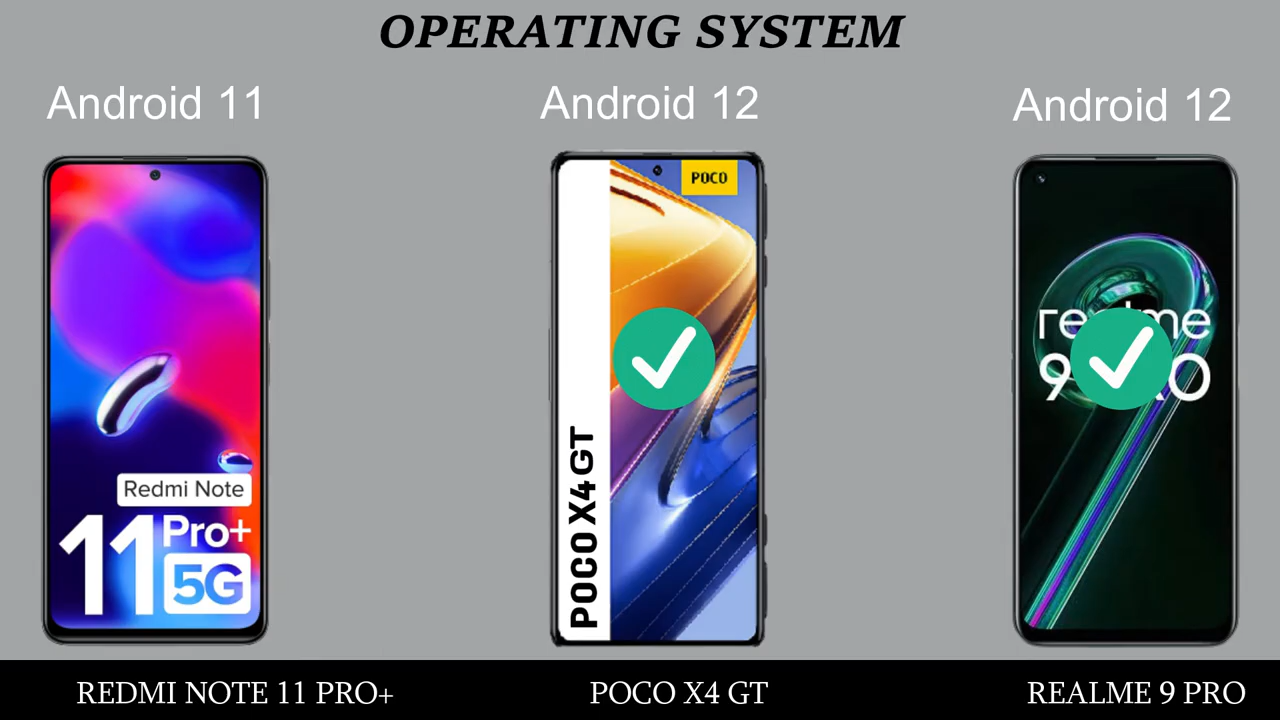 OPERATING SYSTEM
Android 11
Android 12
Android 12
Redmi Note
11 Pro+
5G
POCO
POCO X4 GT
REDMI NOTE 11 PRO+
POCO X4 GT
REALME 9 PRO